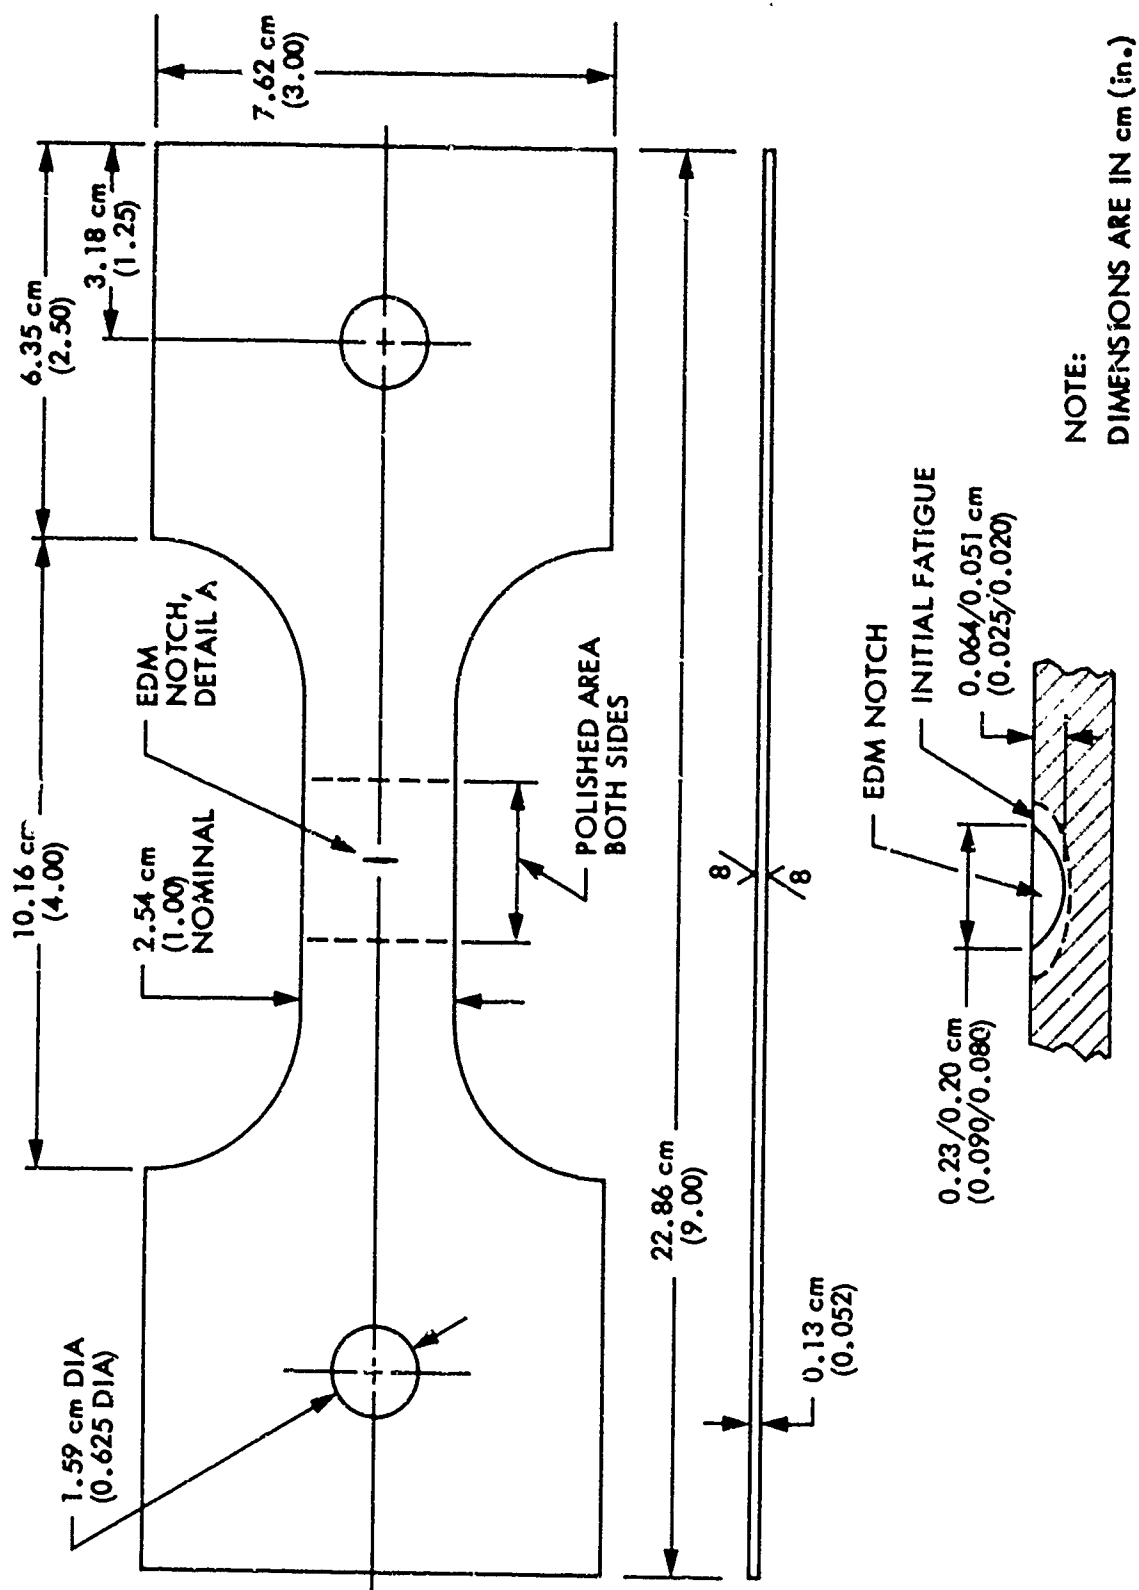 6.35 cm
(2.50)
3.18 cm
(1.25)
7.62 cm
(3.00)
10.16 cm
(4.00)
EDM
NOTCH,
DETAIL A
2.54 cm
(1.00)
NOMINAL
POLISHED AREA
BOTH SIDES
1.59 cm DIA
(0.625 DIA)
22.86 cm
(9.00)
8
8
0.13 cm
(0.052)
EDM NOTCH
INITIAL FATIGUE
0.064/0.051 cm
(0.025/0.020)
0.23/0.20 cm
(0.090/0.080)
NOTE:
DIMENSIONS ARE IN cm (in.)